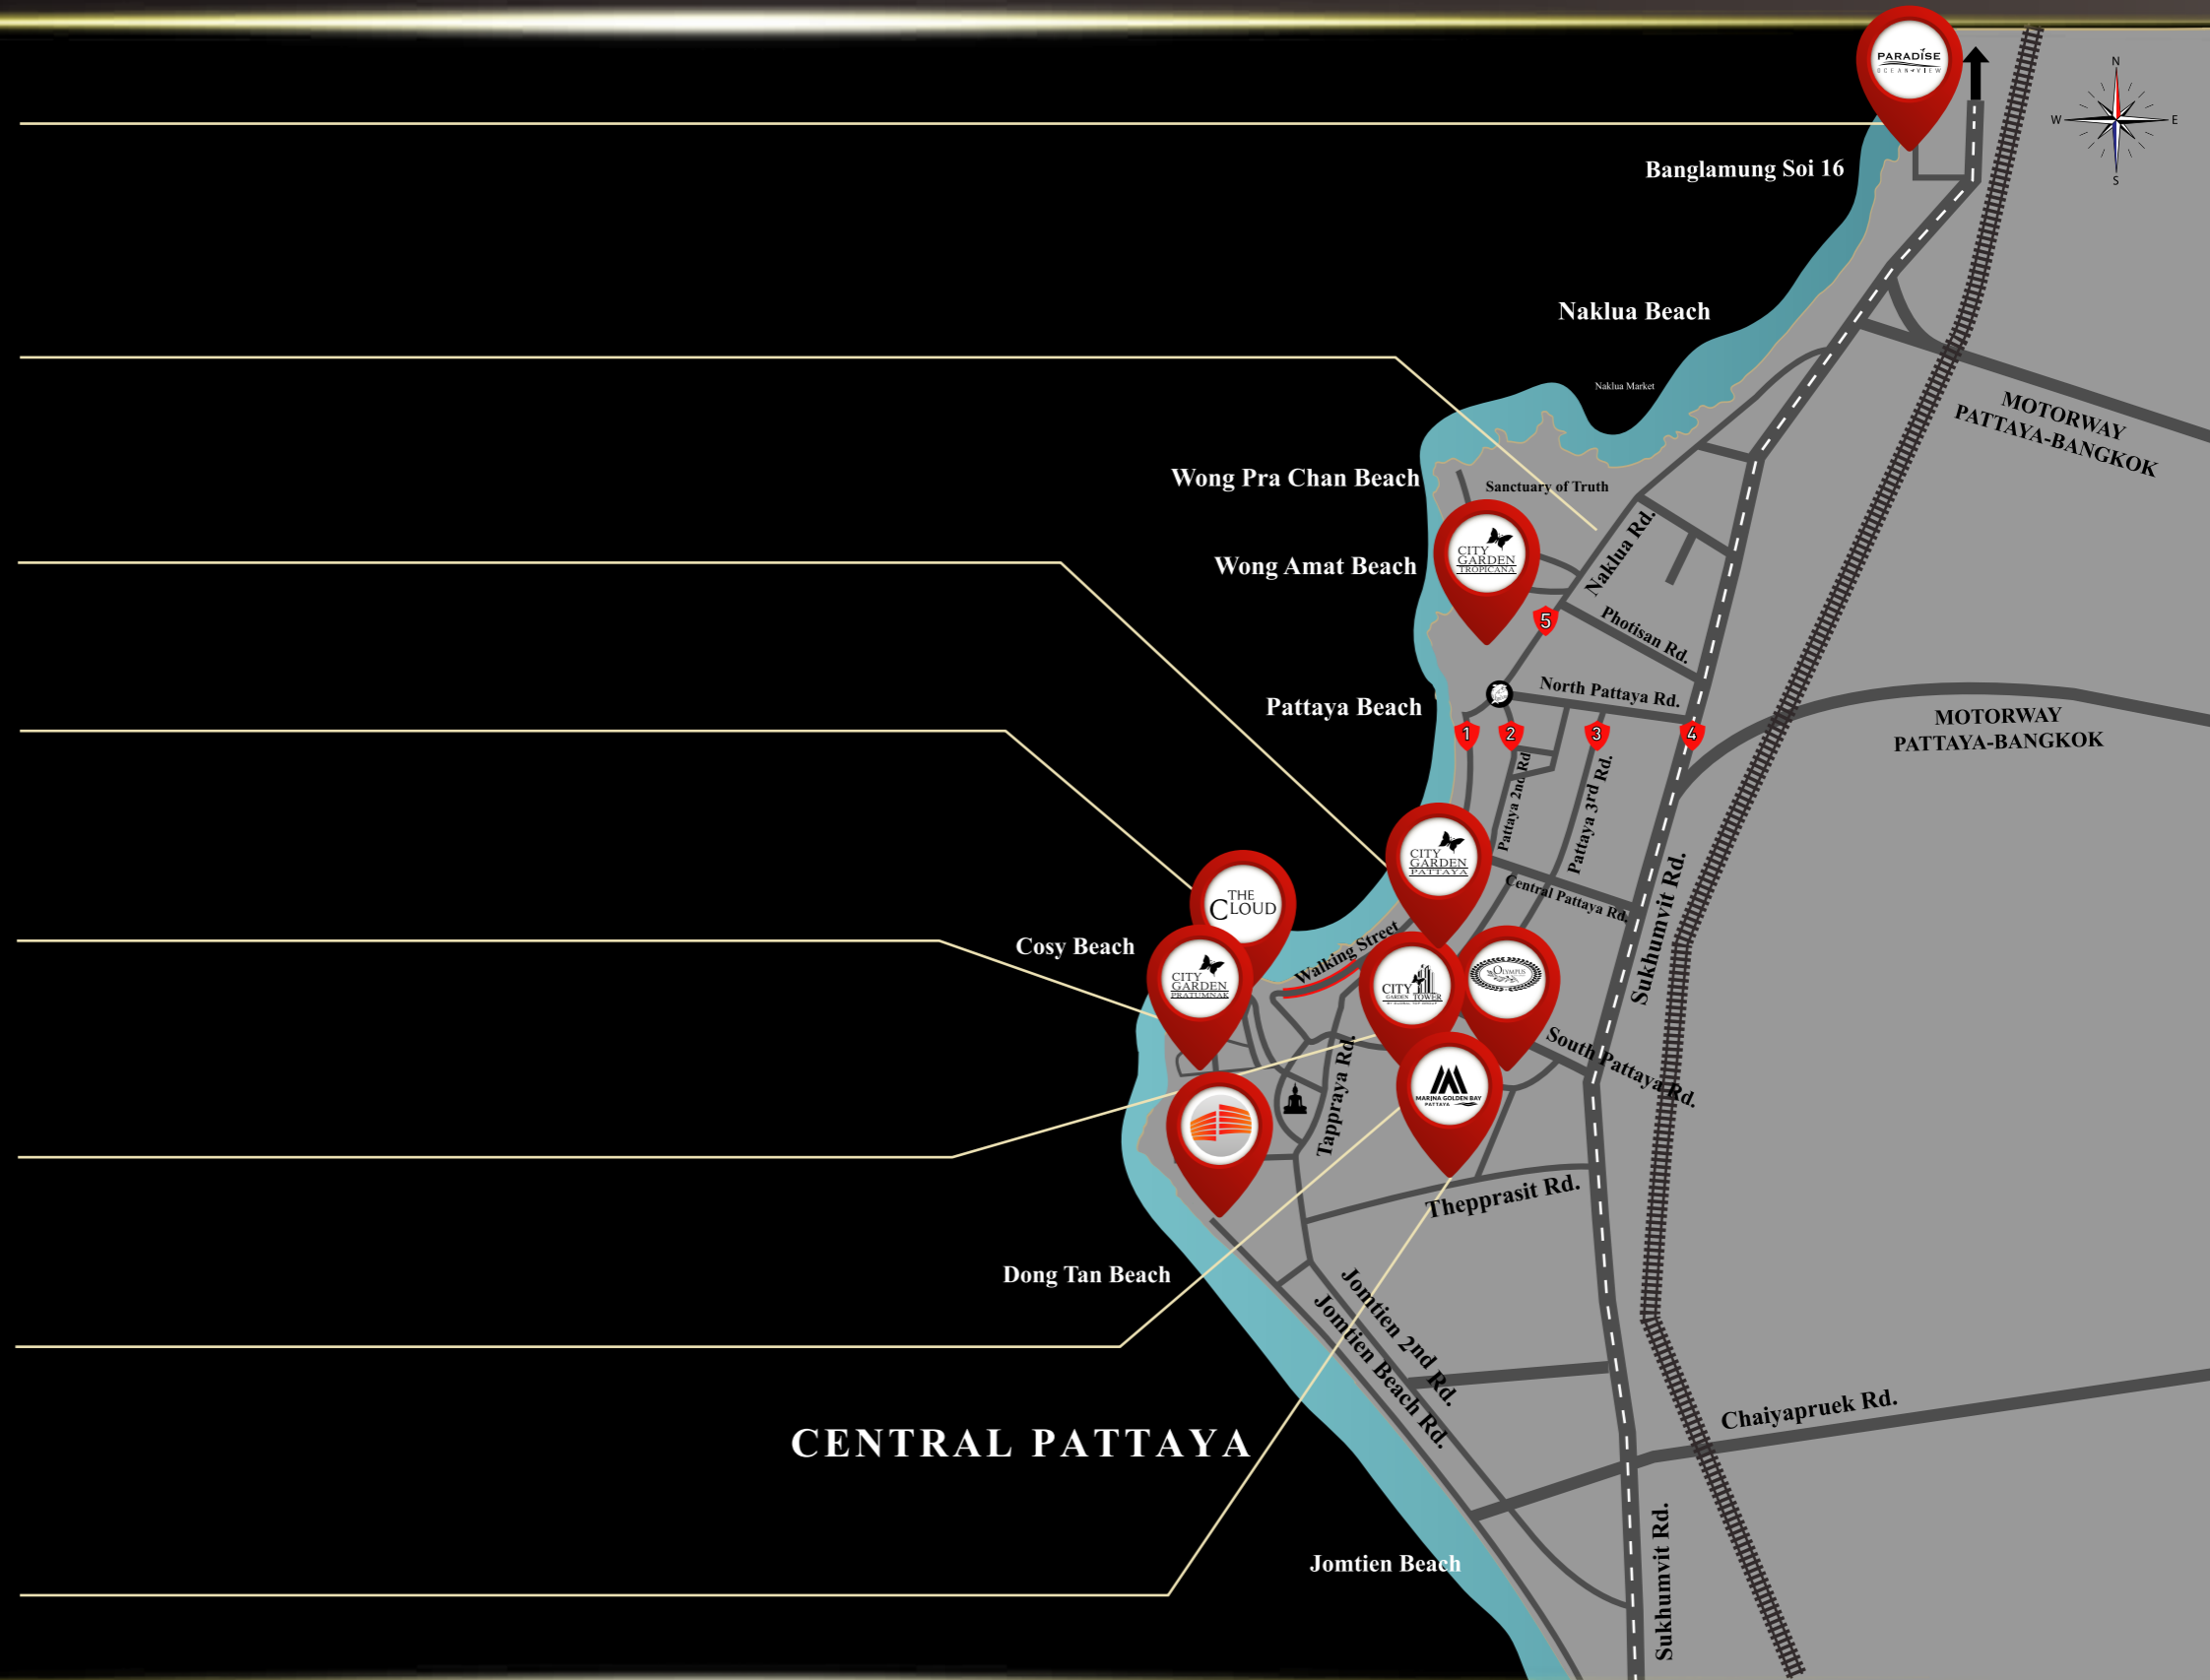 PARADISE
OCEAN VIEW
N
W
E
S
Banglamung Soi 16
Naklua Beach
Naklua Market
MOTORWAY
PATTAYA-BANGKOK
Wong Pra Chan Beach
Sanctuary of Truth
CITY
GARDEN
TROPICANA
Wong Amat Beach
Naklua Rd.
5
Photisan Rd.
North Pattaya Rd.
Pattaya Beach
1
2
3
4
MOTORWAY
PATTAYA-BANGKOK
Pattaya 2nd Rd
Pattaya 3rd Rd.
CITY
GARDEN
PATTAYA
Central Pattaya Rd.
Sukhumvit Rd.
THE
CLOUD
Cosy Beach
Walking Street
CITY
GARDEN
PRATUMNAK
CITY
GARDEN TOWER
OLYMPUS
South Pattaya Rd.
Tappraya Rd.
MARINA GOLDEN BAY
PATTAYA
Thepprasit Rd.
Dong Tan Beach
Jomtien 2nd Rd.
Jomtien Beach Rd.
Chaiyapruek Rd.
CENTRAL PATTAYA
Jomtien Beach
Sukhumvit Rd.